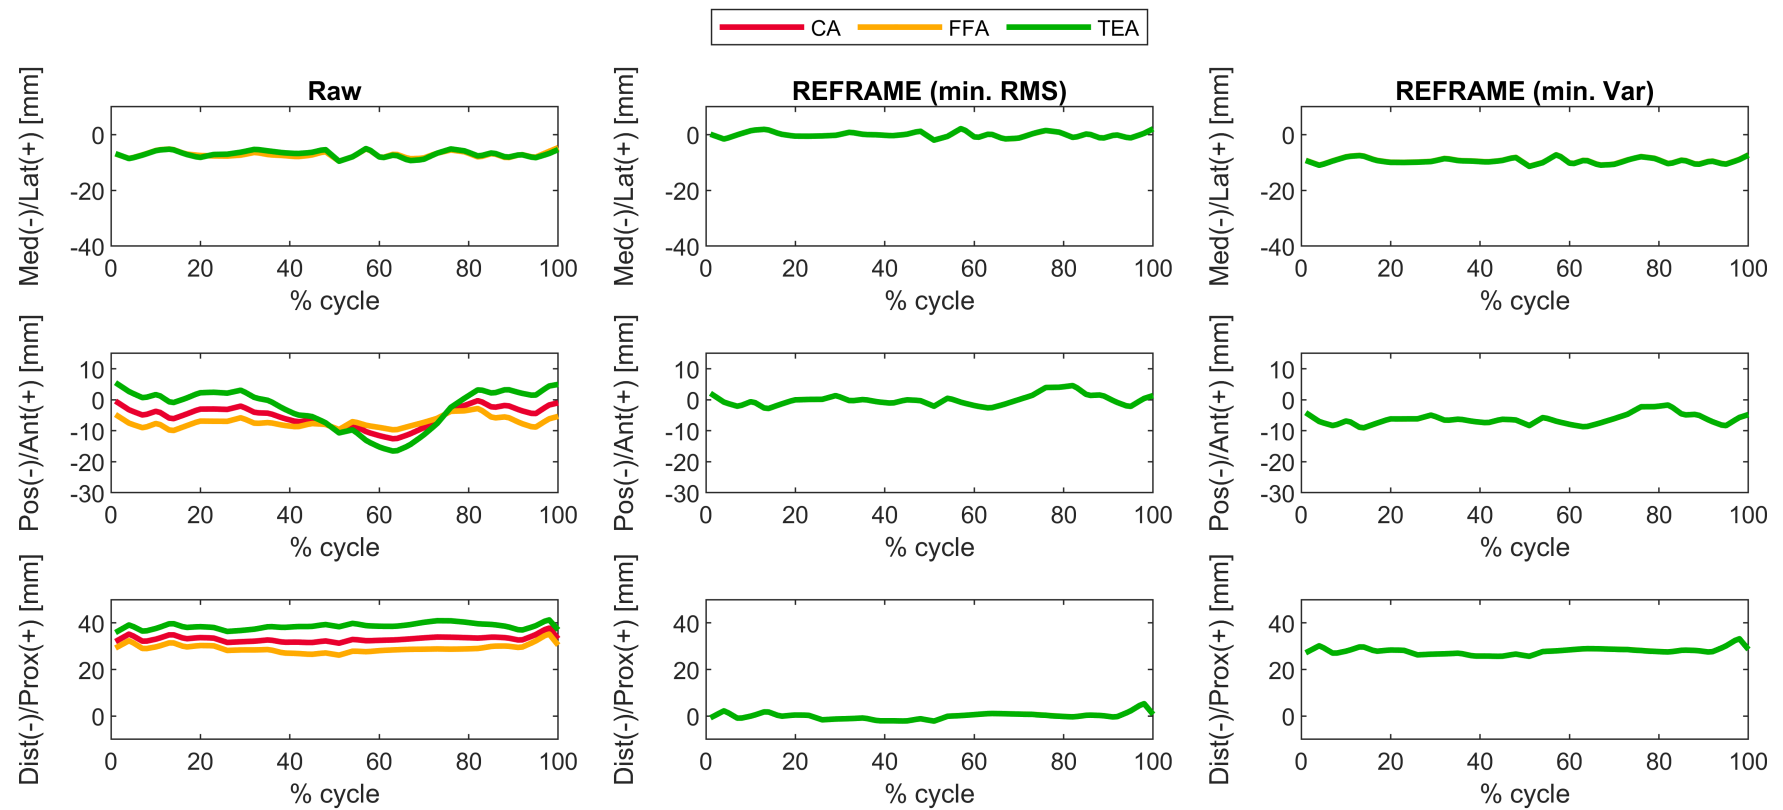 CA FFA TEA
Raw REFRAME (min. RMS) REFRAME (min. Var)
Med(-)/Lat(+) [mm] Med(-)/Lat(+) [mm] Med(-)/Lat(+) [mm]
0 0 0
-20 -20 -20
-40 -40 -40
0 20 40 60 80 100 0 20 40 60 80 100 0 20 40 60 80 100
% cycle % cycle % cycle
Pos(-)/Ant(+) [mm] Pos(-)/Ant(+) [mm] Pos(-)/Ant(+) [mm]
10 10 10
0 0 0
-10 -10 -10
-20 -20 -20
-30 -30 -30
0 20 40 60 80 100 0 20 40 60 80 100 0 20 40 60 80 100
% cycle % cycle % cycle
Dist(-)/Prox(+) [mm] Dist(-)/Prox(+) [mm] Dist(-)/Prox(+) [mm]
40 40 40
20 20 20
0 0 0
0 20 40 60 80 100 0 20 40 60 80 100 0 20 40 60 80 100
% cycle % cycle % cycle